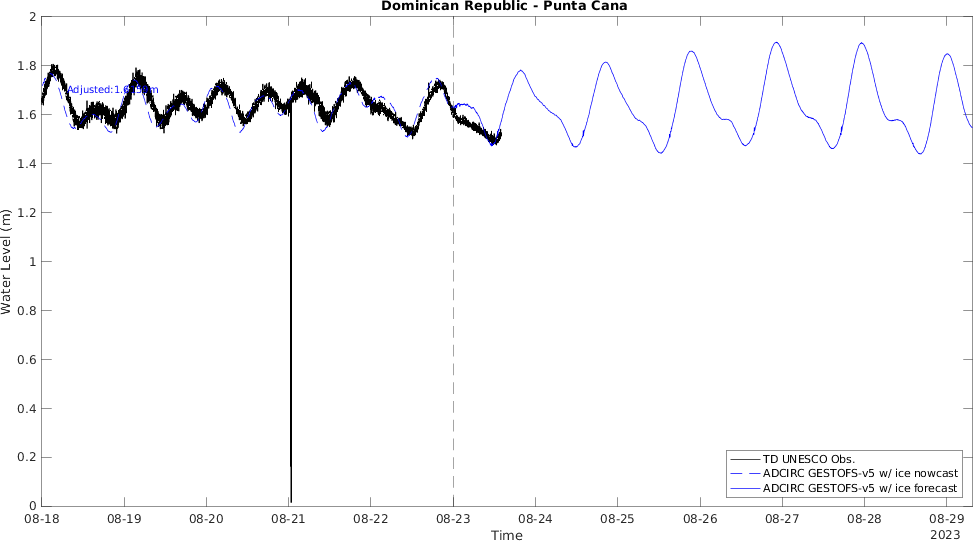 Dominican Republic - Punta Cana
Water Level (m)
2
1.8
1.6
1.4
1.2
1
0.8
0.6
0.4
0.2
0
TD UNESCO Obs.
ADCIRC GESTOFS-v5 w/ ice nowcast
ADCIRC GESTOFS-v5 w/ ice forecast
08-18 08-19 08-20 08-21 08-22 08-23 08-24 08-25 08-26 08-27 08-28 08-29
2023
Time